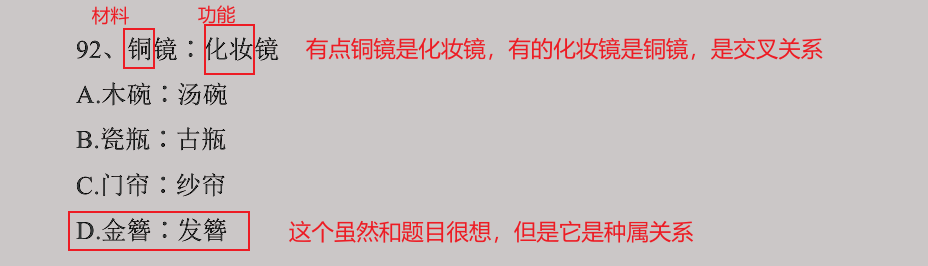 材料 功能
92、铜镜：化妆镜 有点铜镜是化妆镜，有的化妆镜是铜镜，是交叉关系
A.木碗：汤碗
B.瓷瓶：古瓶
C.门帘：纱帘
D.金簪：发簪 这个虽然和题目很想，但是它是种属关系